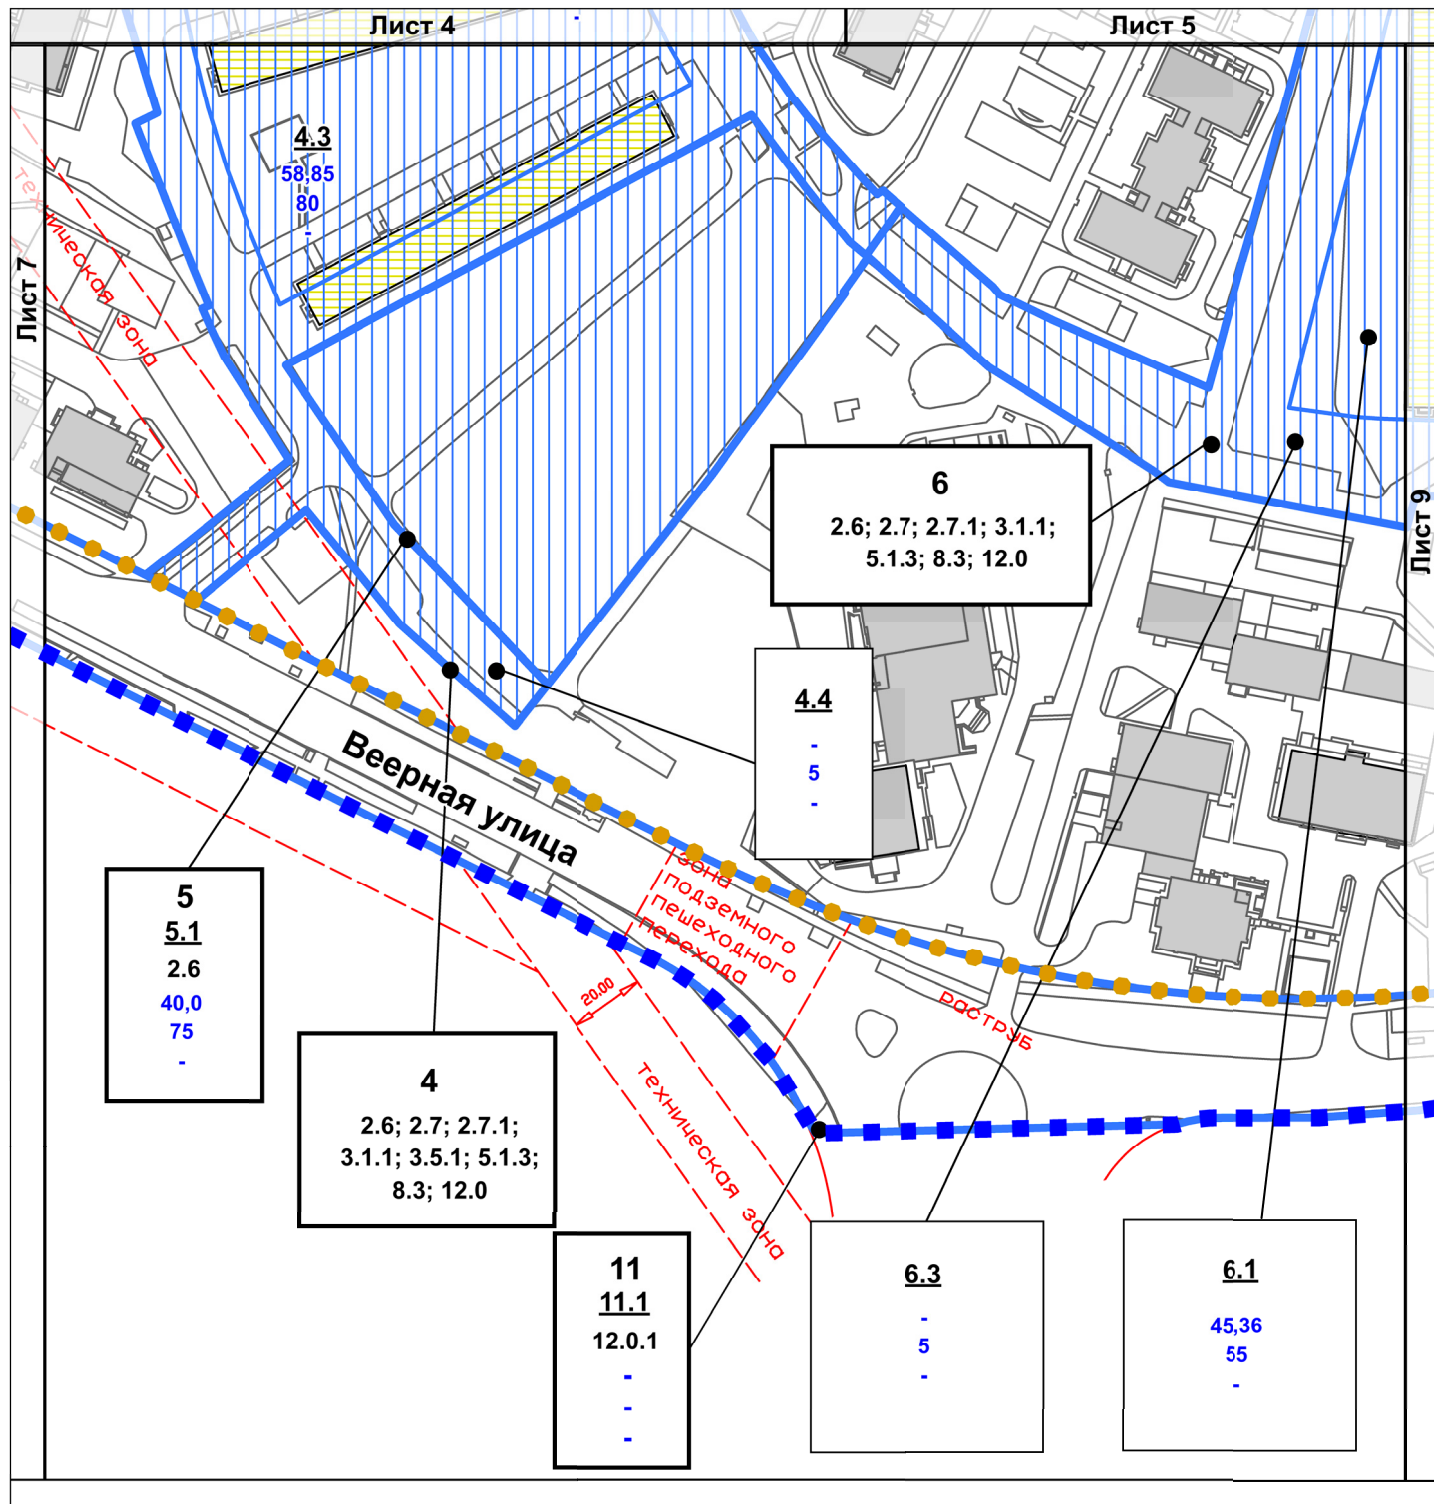 Лист 4
Лист 5
-
4.3
58,85
80
-
техническая зона
Лист 7
Лист 9
6
2.6; 2.7; 2.7.1; 3.1.1;
5.1.3; 8.3; 12.0
4.4
-
5
-
Веерная улица
зона
подземного
пешеходного
перехода
раструб
20.00
техническая зона
5
5.1
2.6
40,0
75
-
4
2.6; 2.7; 2.7.1;
3.1.1; 3.5.1; 5.1.3;
8.3; 12.0
11
11.1
12.0.1
-
-
-
6.3
-
5
-
6.1
45,36
55
-